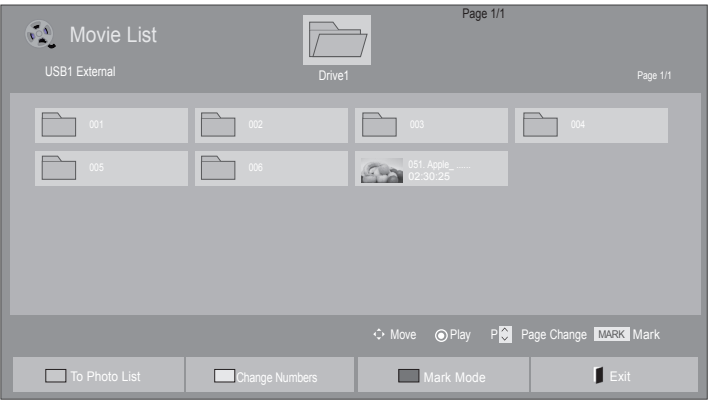 Page 1/1
Movie List
USB1 External
Drive1
Page 1/1
001
002
003
004
005
006
051. Apple_ ......
02:30:25
Move
Play
P
Page Change
MARK
Mark
To Photo List
Change Numbers
Mark Mode
Exit